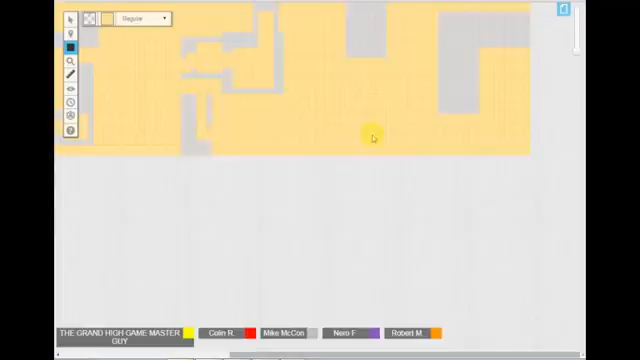 Regular
THE GRAND HIGH GAME MASTER GUY
Colin R.
Mike McCon
Nero F
Robert M.